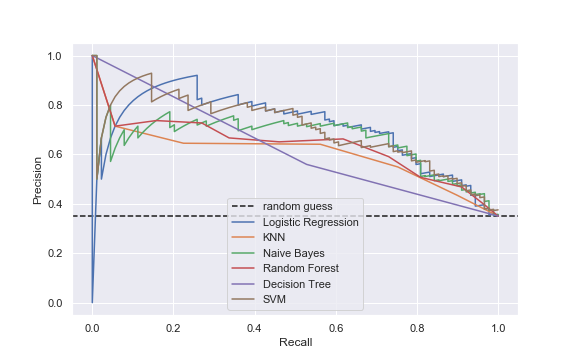 1.0
0.8
0.6
0.4
0.2
0.0
Precision
random guess
Logistic Regression
KNN
Naive Bayes
Random Forest
Decision Tree
SVM
0.0 0.2 0.4 0.6 0.8 1.0
Recall